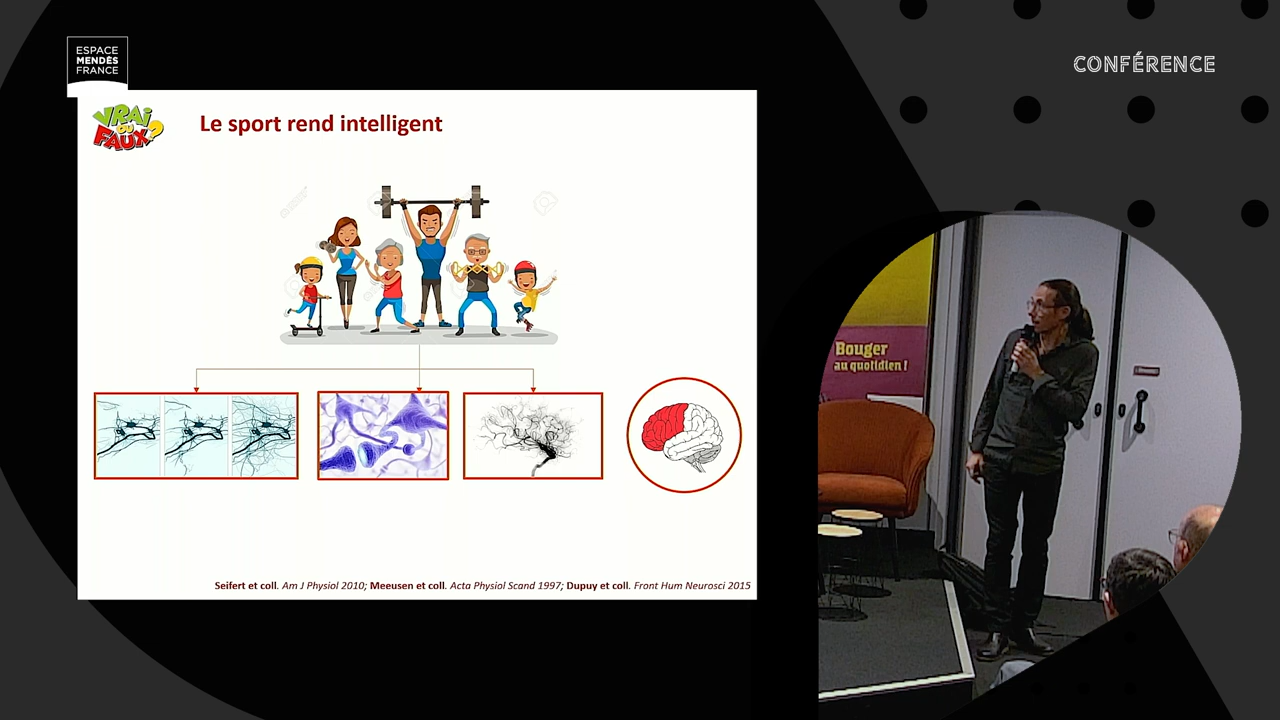 ESPACE
MENDÈS
FRANCE
CONFÉRENCE
VRAI
OU
FAUX?
Le sport rend intelligent
Bouger
au quotidien !
Seifert et coll. Am J Physiol 2010; Meeusen et coll. Acta Physiol Scand 1997; Dupuy et coll. Front Hum Neurosci 2015